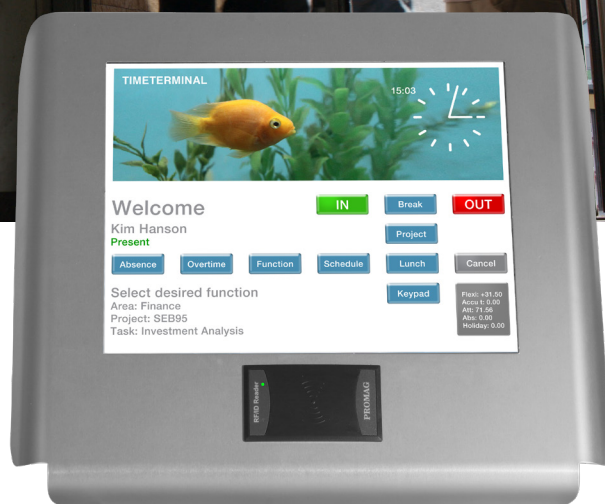 TIMETERMINAL
15:03
Welcome
Kim Hanson
Present
IN
Break
OUT
Project
Absence
Overtime
Function
Schedule
Lunch
Cancel
Select desired function
Area: Finance
Project: SEB95
Task: Investment Analysis
Keypad
Flexi: +31.50
Accu t: 0.00
Att: 71.56
Abs: 0.00
Holiday: 0.00
RF/ID Reader
PROMAG